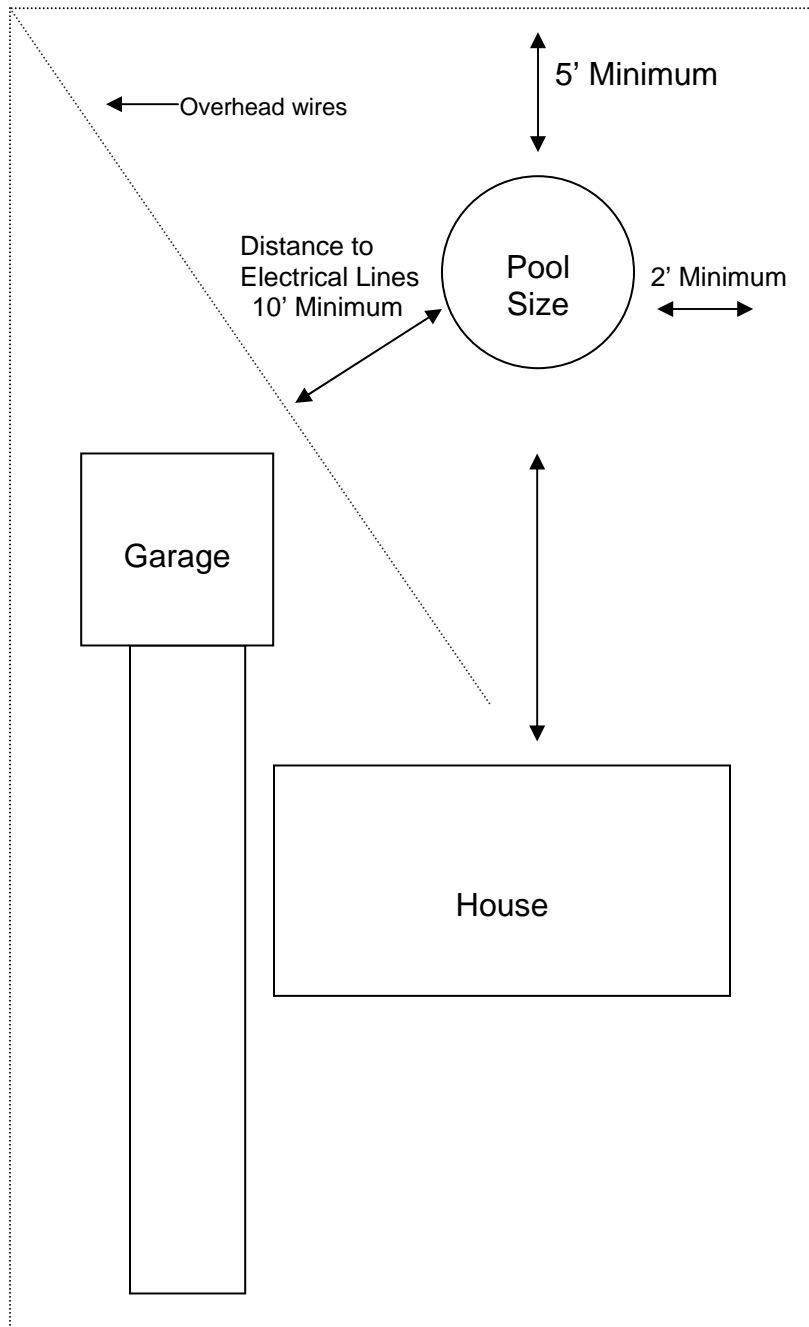 5’ Minimum
Overhead wires
Distance to
Electrical Lines
10’ Minimum
Pool
Size
2’ Minimum
Garage
House